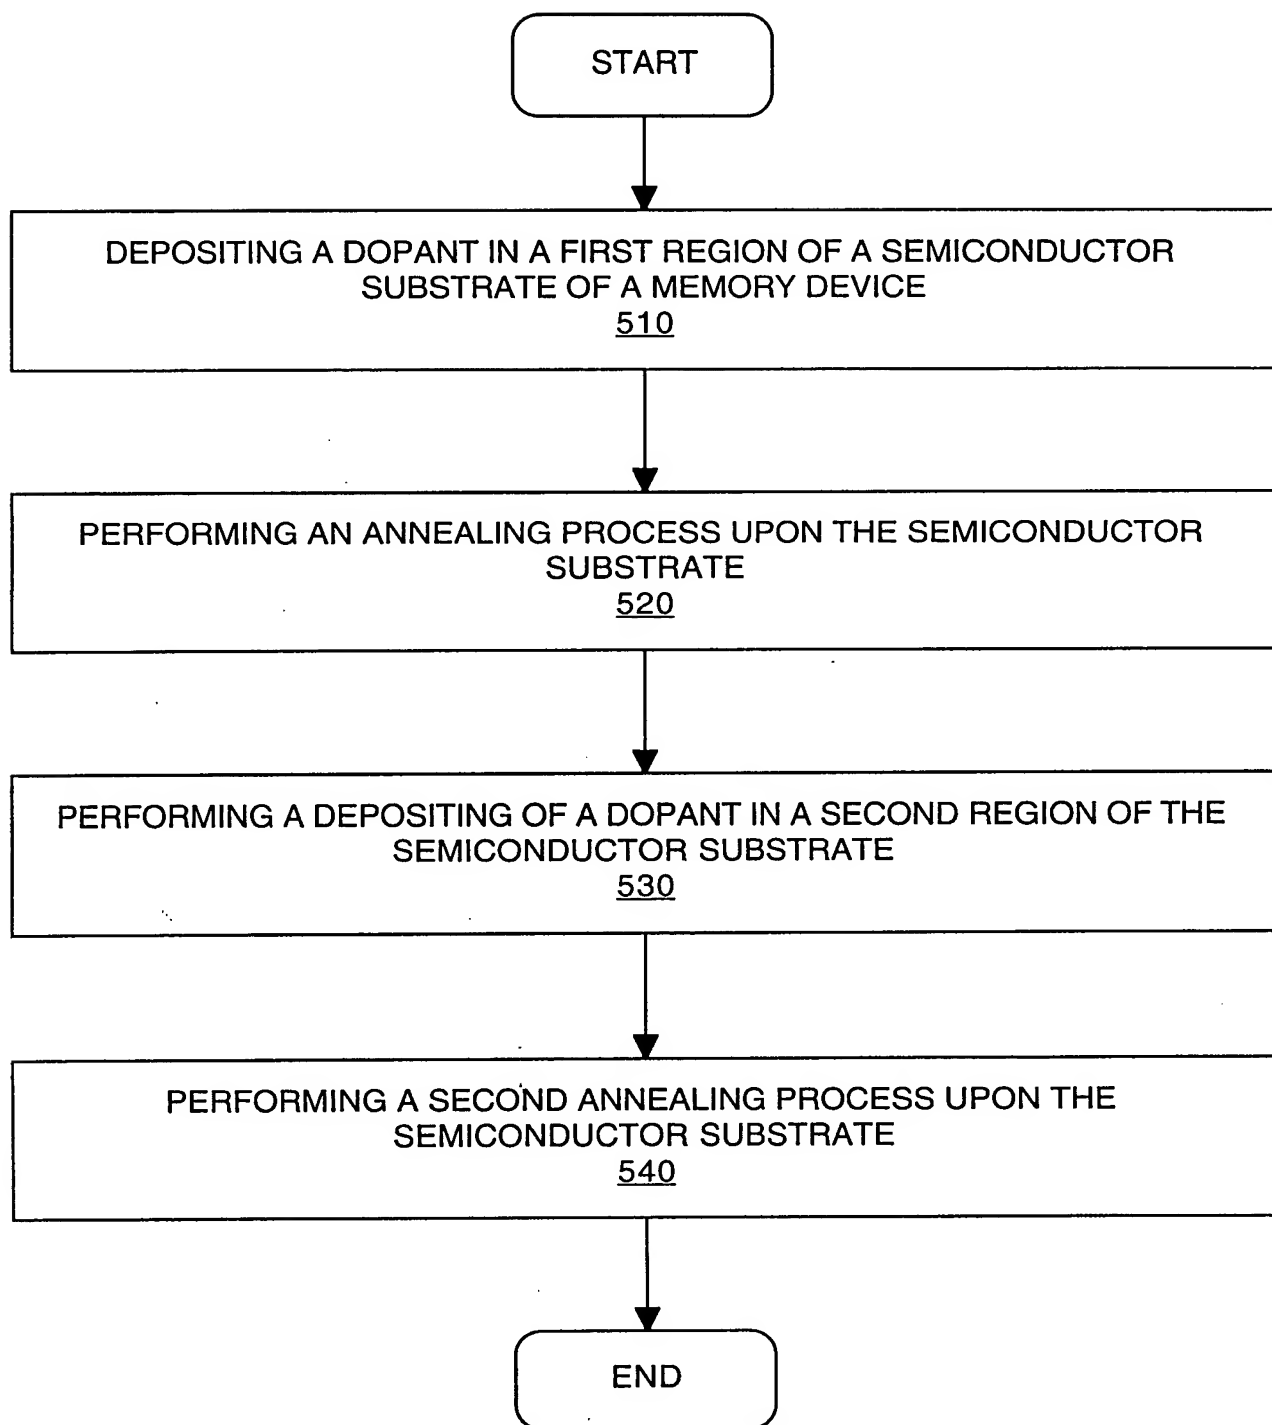 START
DEPOSITING A DOPANT IN A FIRST REGION OF A SEMICONDUCTOR
SUBSTRATE OF A MEMORY DEVICE
510
PERFORMING AN ANNEALING PROCESS UPON THE SEMICONDUCTOR
SUBSTRATE
520
PERFORMING A DEPOSITING OF A DOPANT IN A SECOND REGION OF THE
SEMICONDUCTOR SUBSTRATE
530
PERFORMING A SECOND ANNEALING PROCESS UPON THE
SEMICONDUCTOR SUBSTRATE
540
END